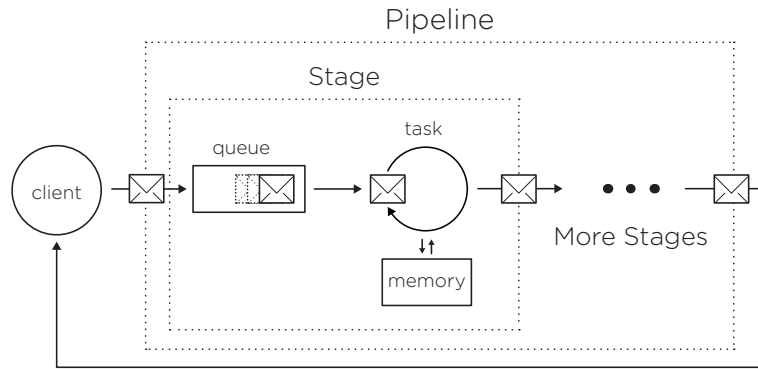 Pipeline
Stage
queue
task
client
memory
More Stages